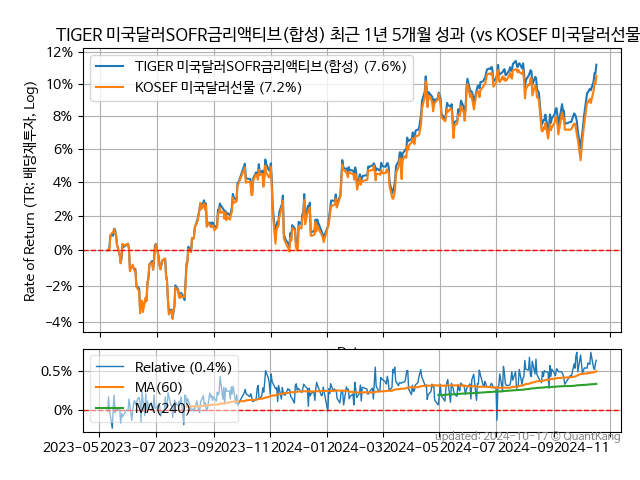 TIGER 미국달러SOFR금리액티브(합성) 최근 1년 5개월 성과 (vs KOSEF 미국달러선물
12%
10%
8%
6%
4%
2%
0%
−2%
−4%
Rate of Return (TR: 배당재투자, Log)
TIGER 미국달러SOFR금리액티브(합성) (7.6%)
KOSEF 미국달러선물 (7.2%)
0.5%
0%
Relative (0.4%)
MA(60)
MA(240)
2023−05 2023−07 2023−09 2023−11 2024−01 2024−03 2024−05 2024−07 2024−09 2024−11
Updated: 2024-10-17 © QuantKang